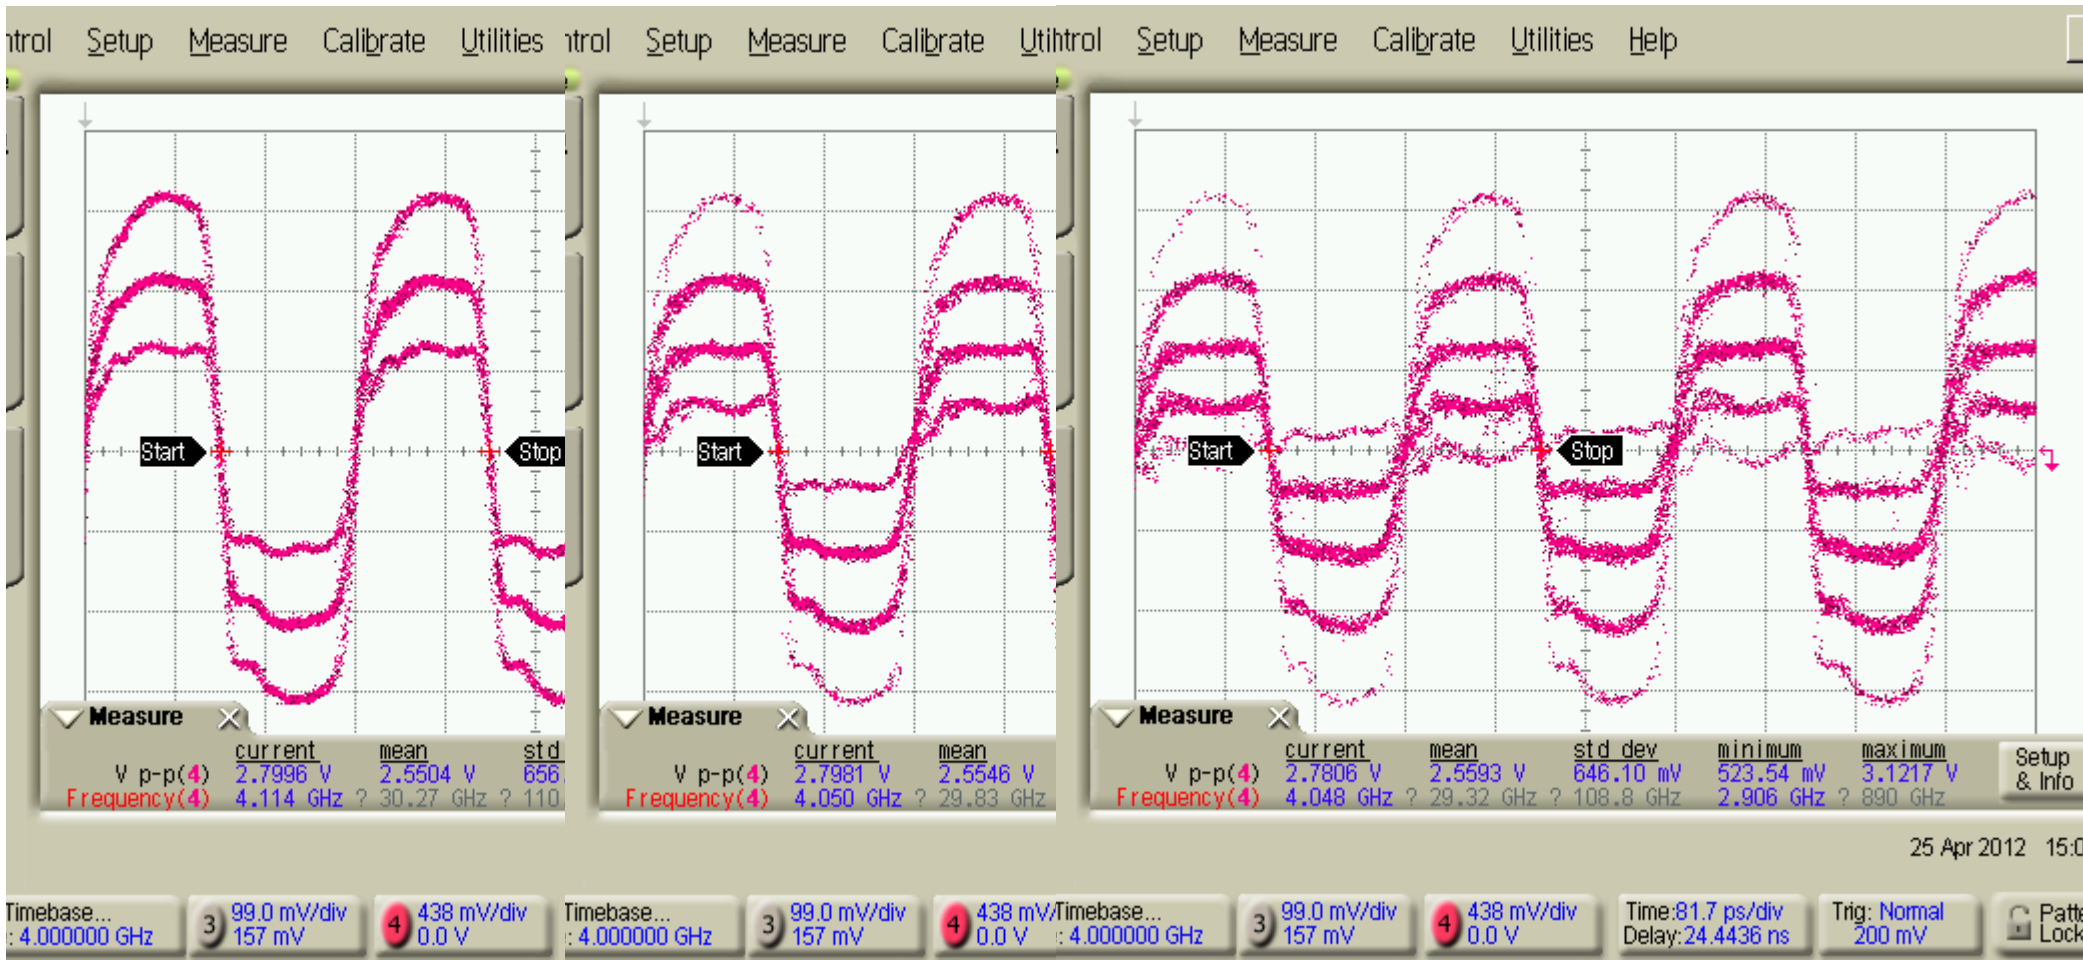 ntrol Setup Measure Calibrate Utilities
Start
Stop
Measure
current mean std
V p-p(4) 2.7996 V 2.5504 V 656.
Frequency(4) 4.114 GHz ? 30.27 GHz ? 110
Timebase...
: 4.000000 GHz
3 99.0 mV/div
157 mV
4 438 mV/div
0.0 V
ntrol Setup Measure Calibrate Uti
Start
Measure
current mean
V p-p(4) 2.7981 V 2.5546 V
Frequency(4) 4.050 GHz ? 29.83 GHz
Timebase...
: 4.000000 GHz
3 99.0 mV/div
157 mV
4 438 mV/
0.0 V
ntrol Setup Measure Calibrate Utilities Help
Start
Stop
Measure
current mean std dev minimum maximum
V p-p(4) 2.7806 V 2.5593 V 646.10 mV 523.54 mV 3.1217 V
Frequency(4) 4.048 GHz ? 29.32 GHz ? 108.8 GHz 2.906 GHz ? 890 GHz
Setup
& Info
25 Apr 2012 15:0
Timebase...
: 4.000000 GHz
3 99.0 mV/div
157 mV
4 438 mV/div
0.0 V
Time:81.7 ps/div
Delay:24.4436 ns
Trig: Normal
200 mV
Patte
Lock